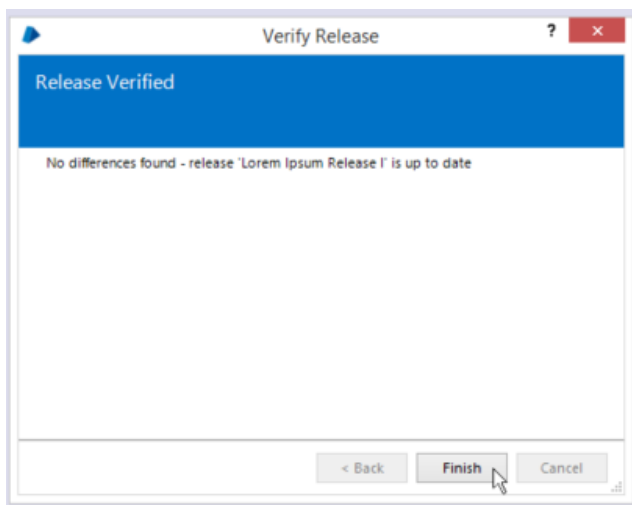 Verify Release
?
Release Verified
No differences found - release 'Lorem Ipsum Release I' is up to date
< Back
Finish
Cancel